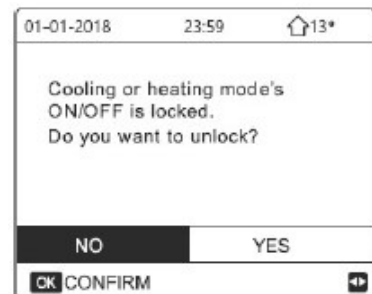 01-01-2018 23:59 13°
Cooling or heating mode's
ON/OFF is locked.
Do you want to unlock?
NO YES
OK CONFIRM